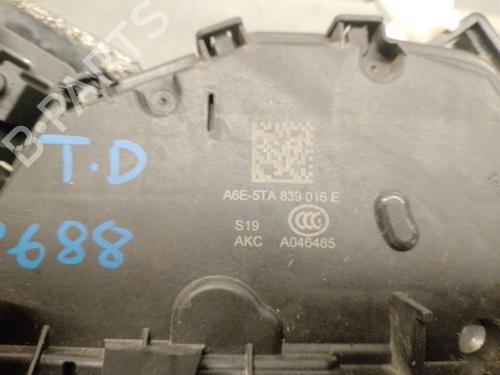 B-PARTS
T.D
688
A6E-5TA 839 016 E
S19
AKC A046465